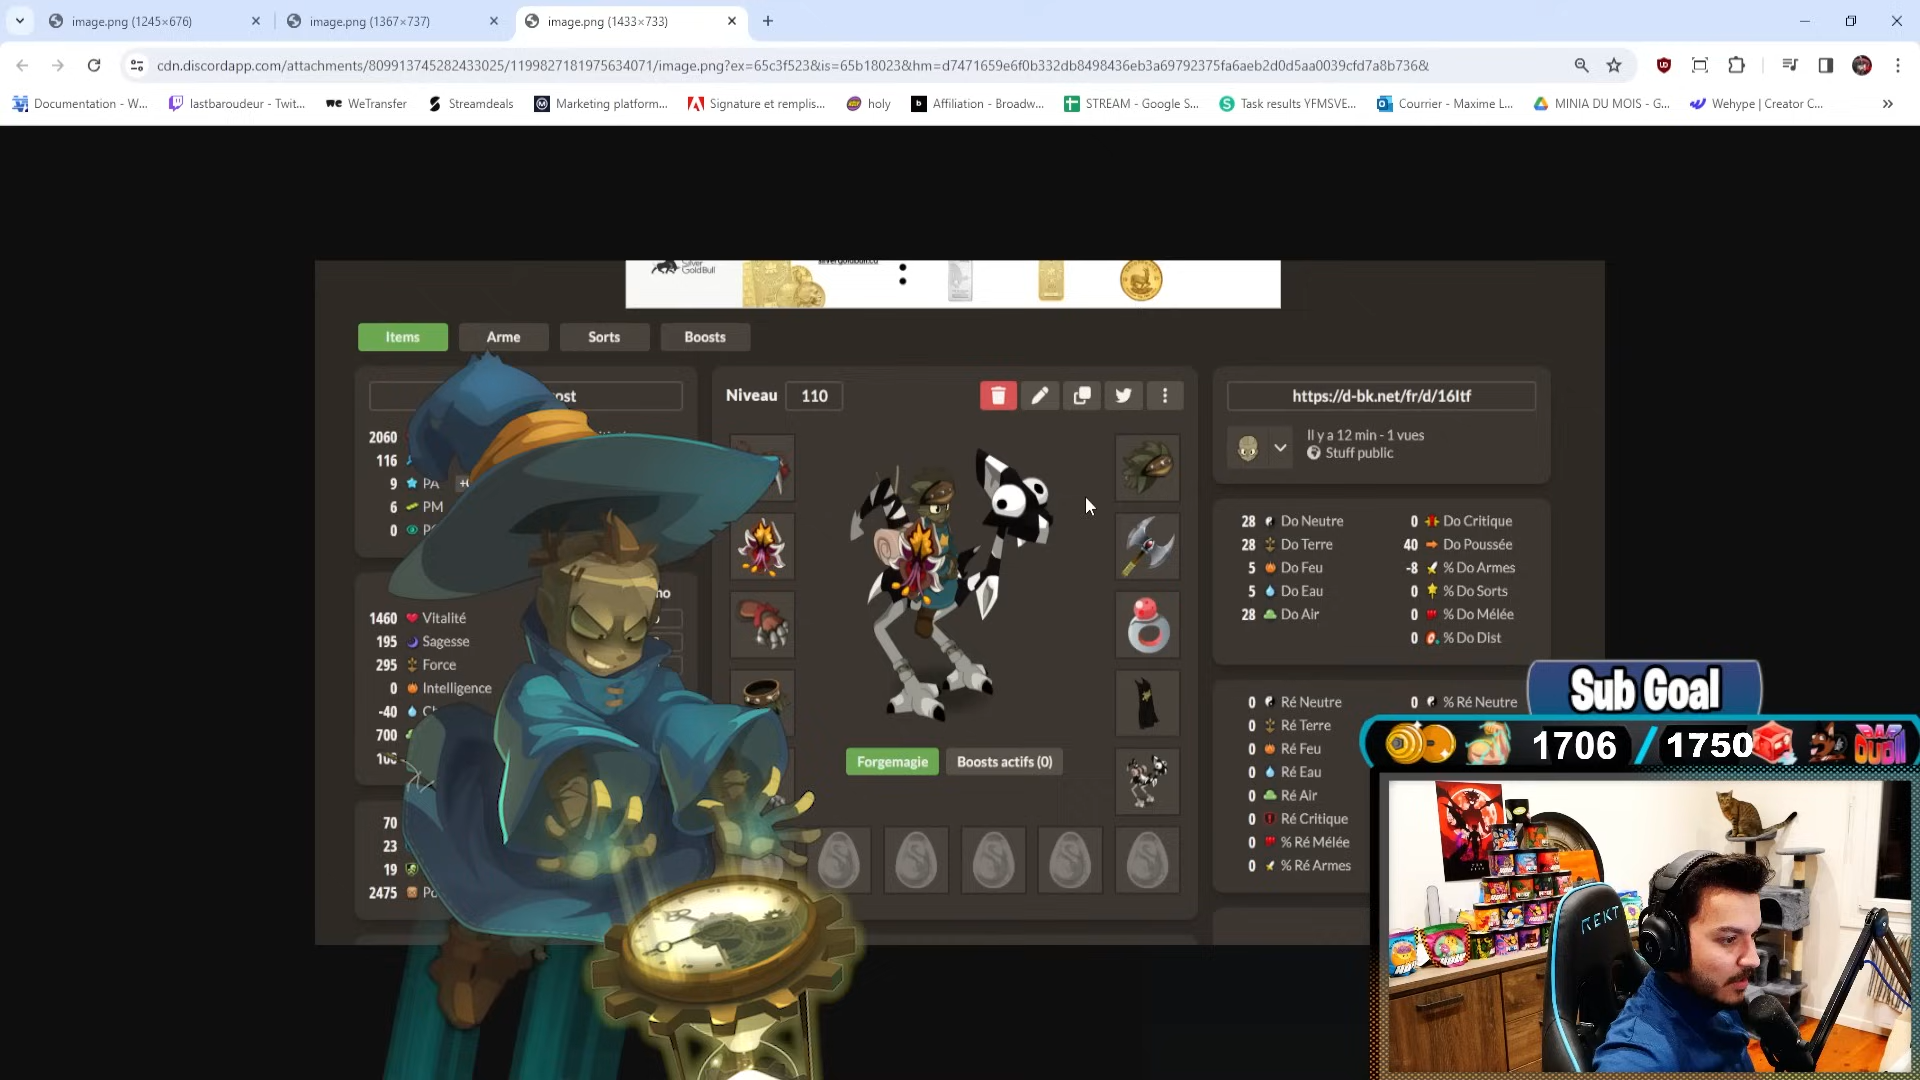 image.png (1245×676)
image.png (1367×737)
image.png (1433×733)
cdn.discordapp.com/attachments/809913745282433025/1199827181975634071/image.png?ex=65c3f523&is=65b18023&hm=d7471659e6f0b332db8498436eb3a69792375fa6aeb2d0d5aa0039cfd7a8b736&
Documentation - W...
lastbaroudeur - Twit...
WeTransfer
Streamdeals
Marketing platform...
Signature et remplis...
holy
Affiliation - Broadw...
STREAM - Google S...
Task results YFMSVE...
Courrier - Maxime L...
MINIA DU MOIS - G...
Wehype | Creator C...
Silver
GoldBull
Items
Arme
Sorts
Boosts
ost
Niveau 110
https://d-bk.net/fr/d/16Itf
Il y a 12 min - 1 vues
Stuff public
2060
116
9 PA
6 PM
0
1460 Vitalité
195 Sagesse
295 Force
0 Intelligence
-40
700
70
23
19
2475
Forgemagie
Boosts actifs (0)
28 Do Neutre
28 Do Terre
5 Do Feu
5 Do Eau
28 Do Air
0 Do Critique
40 Do Poussée
-8 % Do Armes
0 % Do Sorts
0 % Do Mélée
0 % Do Dist
0 Ré Neutre
0 Ré Terre
0 Ré Feu
0 Ré Eau
0 Ré Air
0 Ré Critique
0 % Ré Mélée
0 % Ré Armes
0 % Ré Neutre
Sub Goal
1706 / 1750
REKT